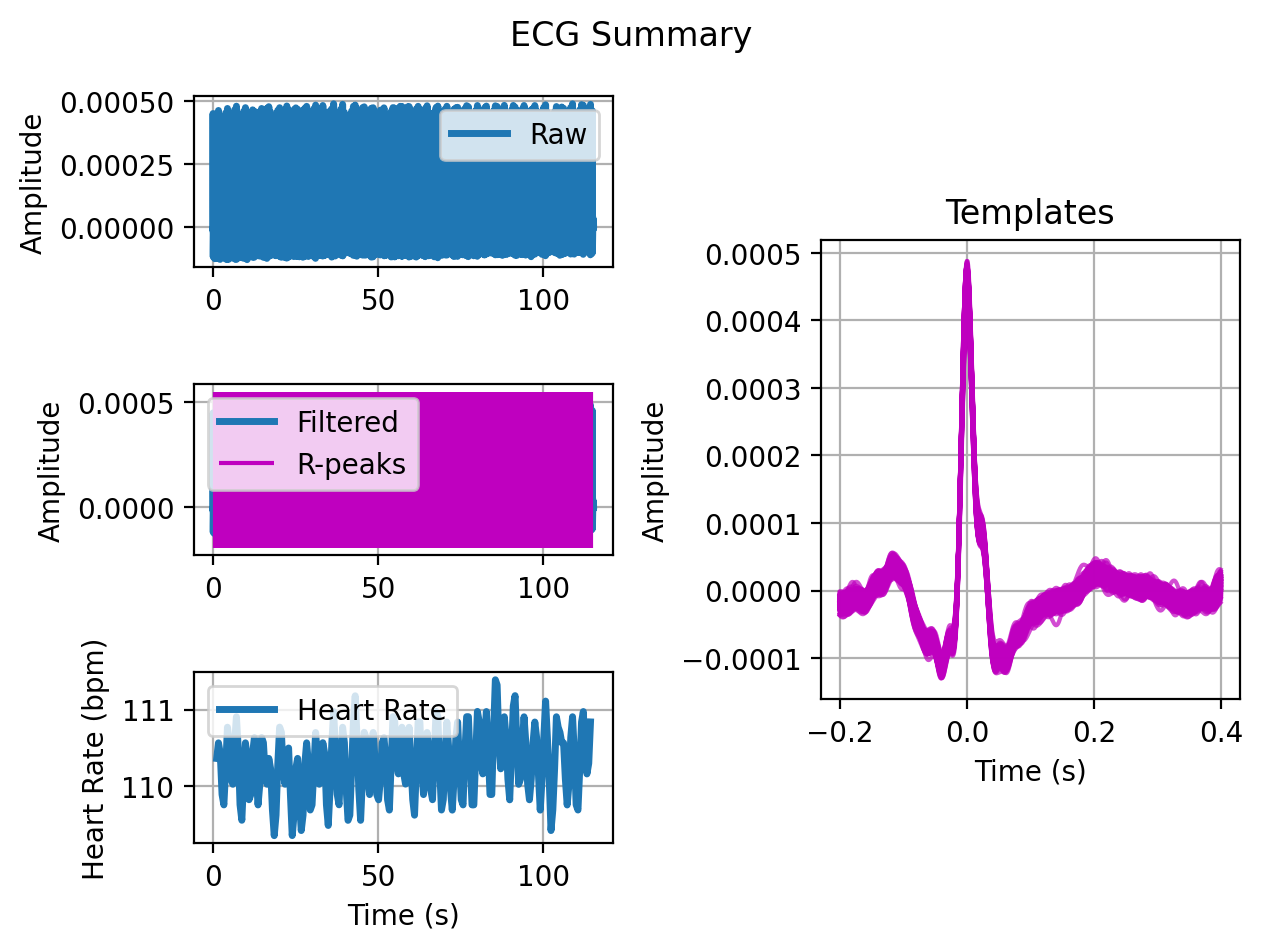 ECG Summary
Amplitude
0.00050
0.00025
0.00000
Raw
0
50
100
Amplitude
0.0005
0.0000
Filtered
R-peaks
0
50
100
Heart Rate (bpm)
111
110
Heart Rate
0
50
100
Time (s)
Templates
Amplitude
0.0005
0.0004
0.0003
0.0002
0.0001
0.0000
−0.0001
−0.2
0.0
0.2
0.4
Time (s)